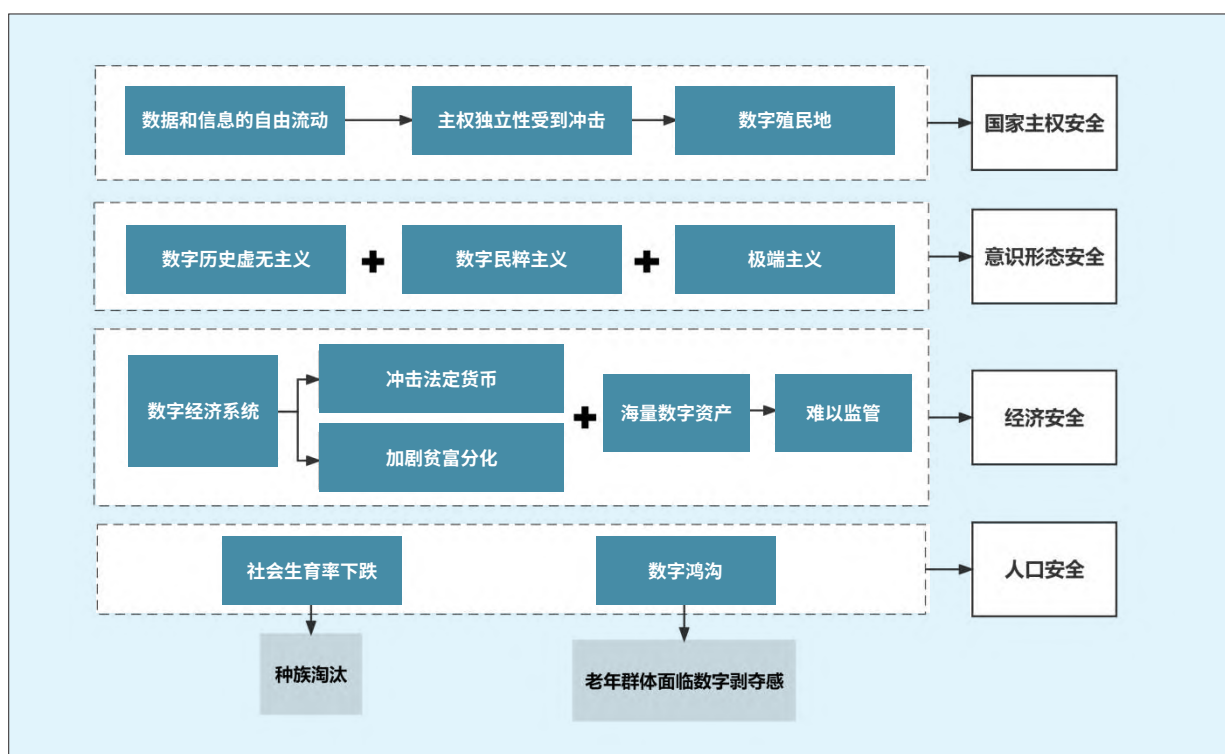 数据和信息的自由流动
主权独立性受到冲击
数字殖民地
国家主权安全
数字历史虚无主义
数字民粹主义
极端主义
意识形态安全
数字经济系统
冲击法定货币
加剧贫富分化
海量数字资产
难以监管
经济安全
社会生育率下跌
数字鸿沟
人口安全
种族淘汰
老年群体面临数字剥夺感